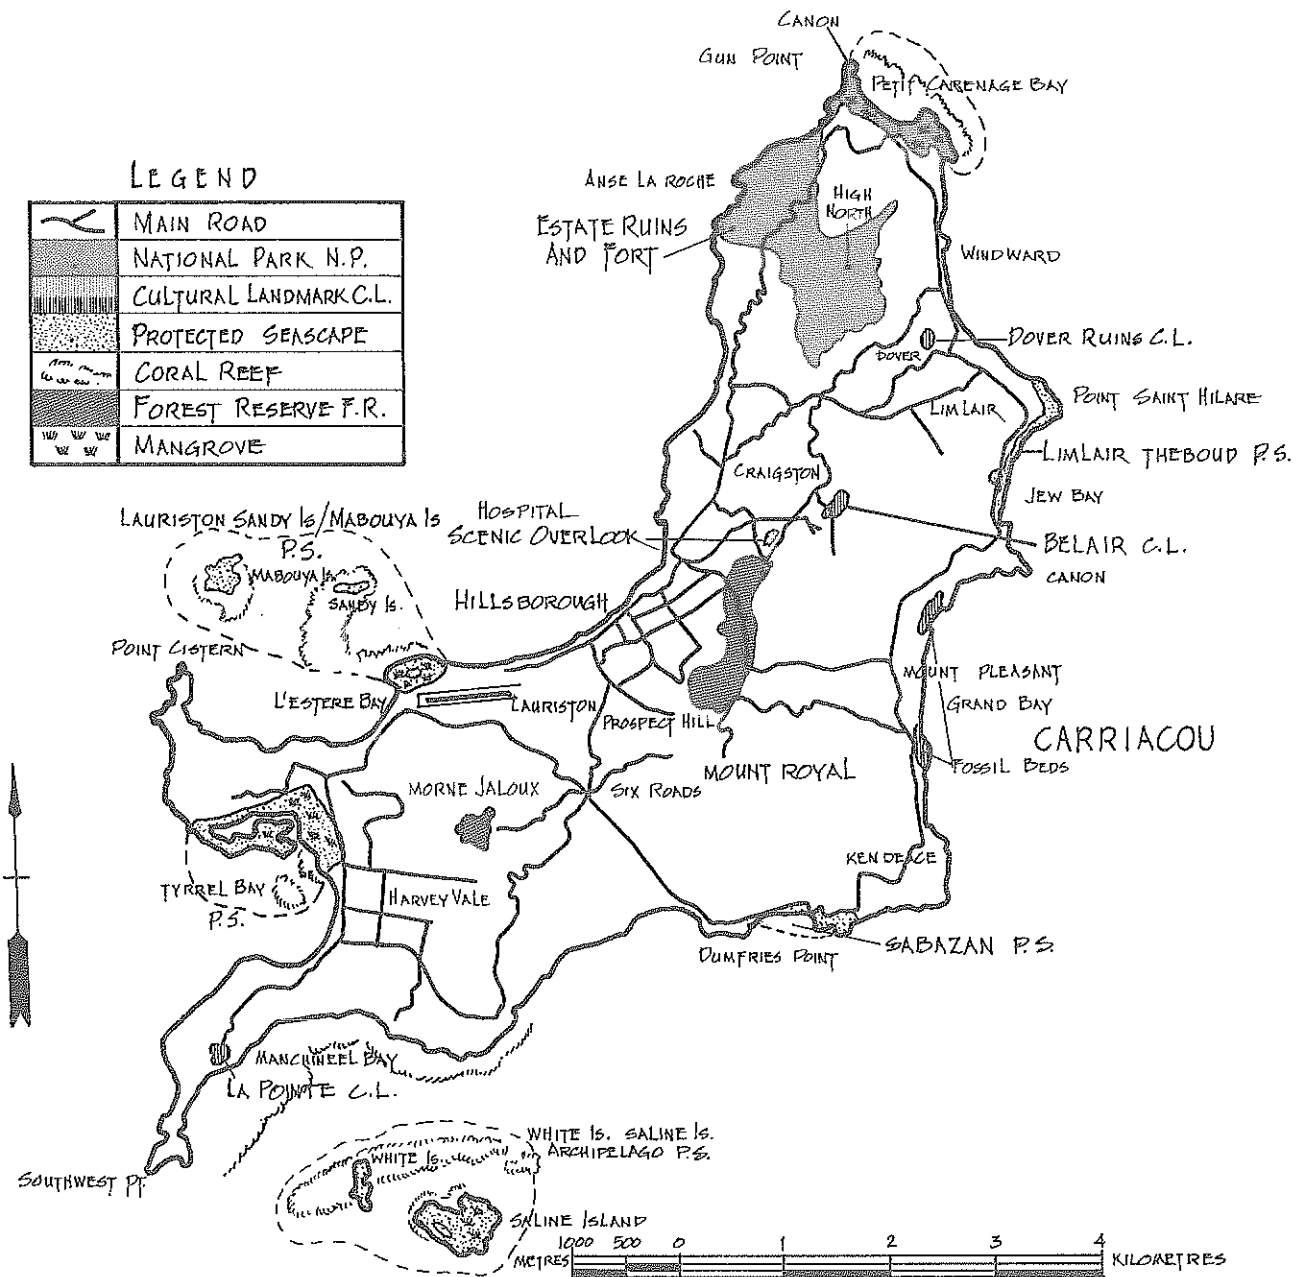 CANON
GUN POINT
PETIT CARENAGE BAY
LEGEND
MAIN ROAD
NATIONAL PARK N.P.
CULTURAL LANDMARK C.L.
PROTECTED SEASCAPE
CORAL REEF
FOREST RESERVE F.R.
MANGROVE
ANSE LA ROCHE
HIGH
NORTH
ESTATE RUINS
AND FORT
WINDWARD
DOVER RUINS C.L.
DOVER
POINT SAINT HILARE
LIMLAIR
LIMLAIR THEBOUD P.S.
CRAIGSTON
JEW BAY
LAURISTON SANDY IS/MABOUYA IS
P.S.
HOSPITAL
SCENIC OVERLOOK
BELAIR C.L.
MABOUYA IS.
CANON
SANDY IS.
HILLSBOROUGH
POINT CISTERN
MOUNT PLEASANT
L'ESTERE BAY
LAURISTON
GRAND BAY
PROSPECT HILL
CARRIACOU
FOSSIL BEDS
MOUNT ROYAL
MORNE JALOUX
SIX ROADS
KENDEACE
TYRREL BAY
P.S.
HARVEY VALE
SABAZAN P.S.
DUMFRIES POINT
MANCHINEEL BAY
LA POINTE C.L.
WHITE IS. SALINE IS.
ARCHIPELAGO P.S.
WHITE IS.
SOUTHWEST PT.
SALINE ISLAND
1000 500 0 1 2 3 4
METRES
KILOMETRES